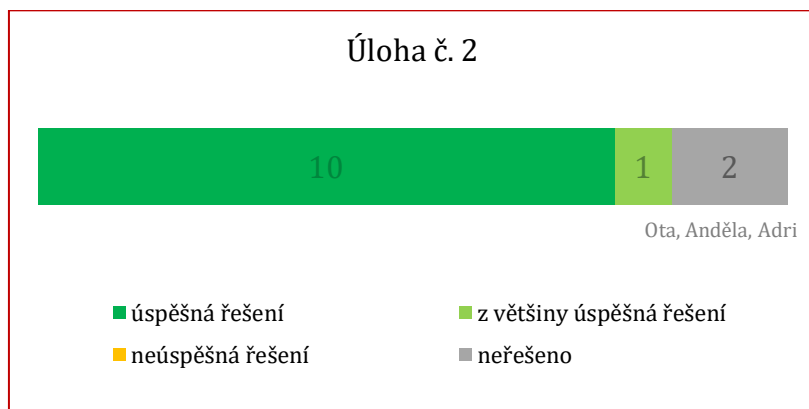 Úloha č. 2
10 1 2
Ota, Anděla, Adri
úspěšná řešení z většiny úspěšná řešení
neúspěšná řešení neřešeno